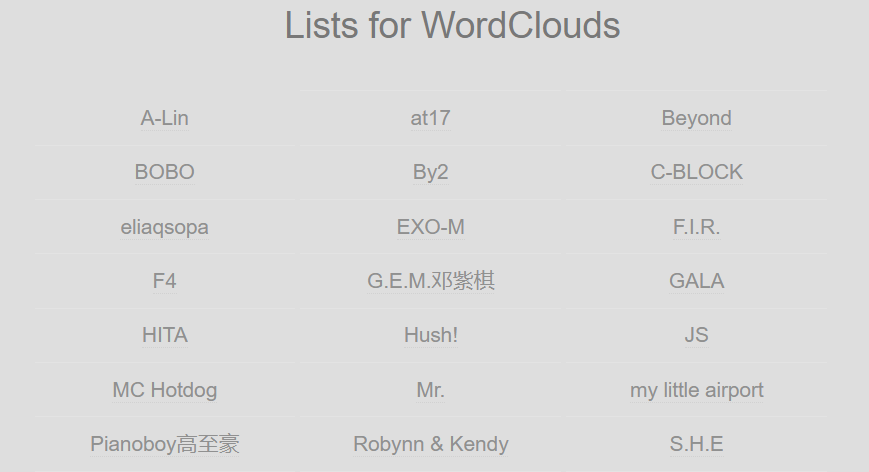 Lists for WordClouds
A-Lin at17 Beyond
BOBO By2 C-BLOCK
eliaqsopa EXO-M F.I.R.
F4 G.E.M.邓紫棋 GALA
HITA Hush! JS
MC Hotdog Mr. my little airport
Pianoboy高至豪 Robynn & Kendy S.H.E